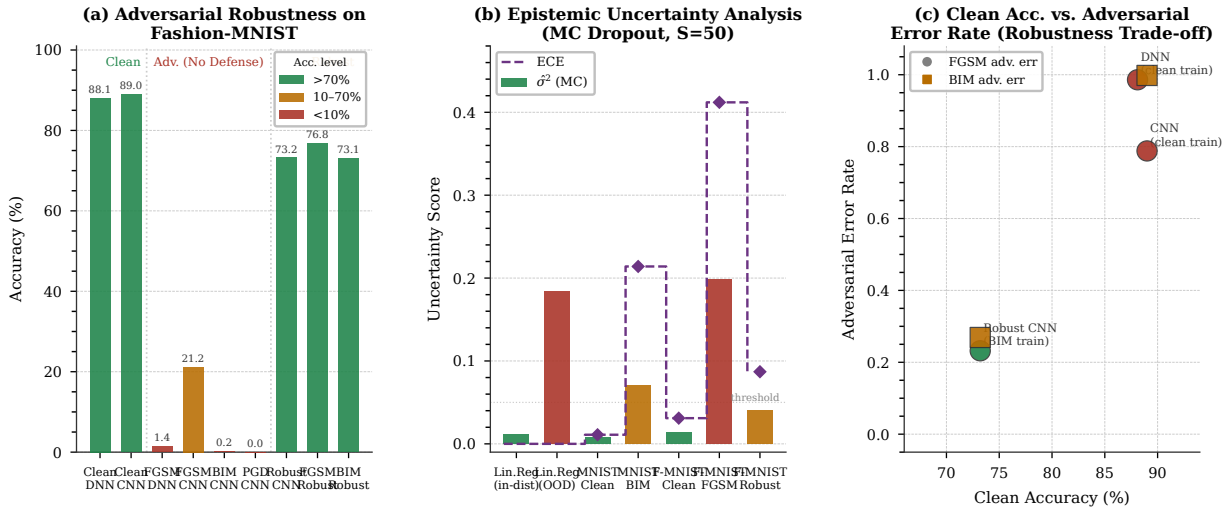 (a) Adversarial Robustness on
Fashion-MNIST
Accuracy (%)
100
80
60
40
20
0
Clean
Adv. (No Defense)
Acc. level
>70%
10–70%
<10%
88.1
89.0
1.4
21.2
0.2
0.0
73.2
76.8
73.1
Clean
DNN
Clean
CNN
FGSM
DNN
FGSM
CNN
BIM
CNN
PGD
CNN
Robust
CNN
FGSM
Robust
BIM
Robust
(b) Epistemic Uncertainty Analysis
(MC Dropout, S=50)
Uncertainty Score
0.4
0.3
0.2
0.1
0.0
ECE
σ̂² (MC)
threshold
Lin.Reg
(in-dist)
Lin.Reg
(OOD)
MNIST
Clean
MNIST
BIM
F-MNIST
Clean
F-MNIST
FGSM
F-MNIST
Robust
(c) Clean Acc. vs. Adversarial
Error Rate (Robustness Trade-off)
Adversarial Error Rate
1.0
0.8
0.6
0.4
0.2
0.0
FGSM adv. err
BIM adv. err
DNN
(clean train)
CNN
(clean train)
Robust CNN
(BIM train)
70
75
80
85
90
Clean Accuracy (%)